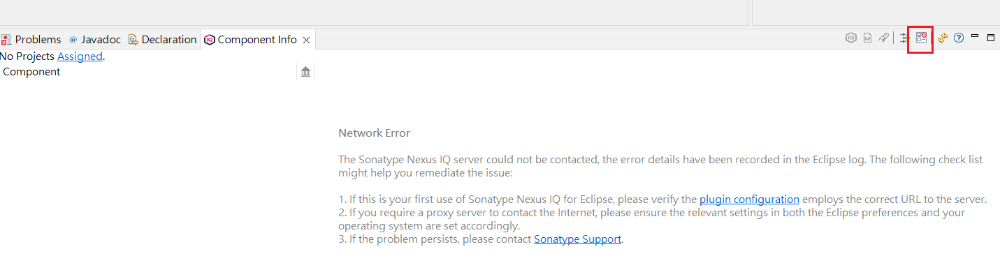 Problems @ Javadoc Declaration IQ Component Info
No Projects Assigned.
Component
Network Error
The Sonatype Nexus IQ server could not be contacted, the error details have been recorded in the Eclipse log. The following check list
might help you remediate the issue:
1. If this is your first use of Sonatype Nexus IQ for Eclipse, please verify the plugin configuration employs the correct URL to the server.
2. If you require a proxy server to contact the Internet, please ensure the relevant settings in both the Eclipse preferences and your
operating system are set accordingly.
3. If the problem persists, please contact Sonatype Support.